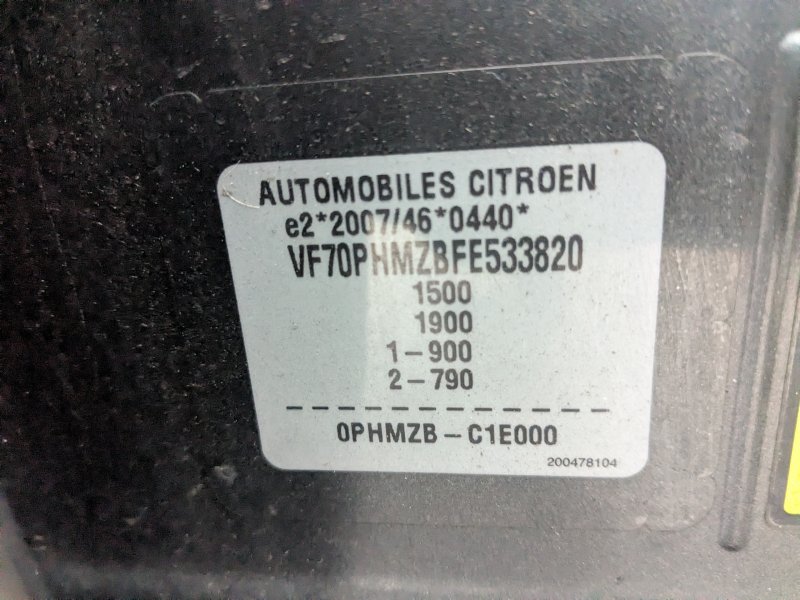 AUTOMOBILES CITROEN
e2*2007/46*0440*
VF70PHMZBFE533820
1500
1900
1-900
2-790
0PHMZB - C1E000
200478104